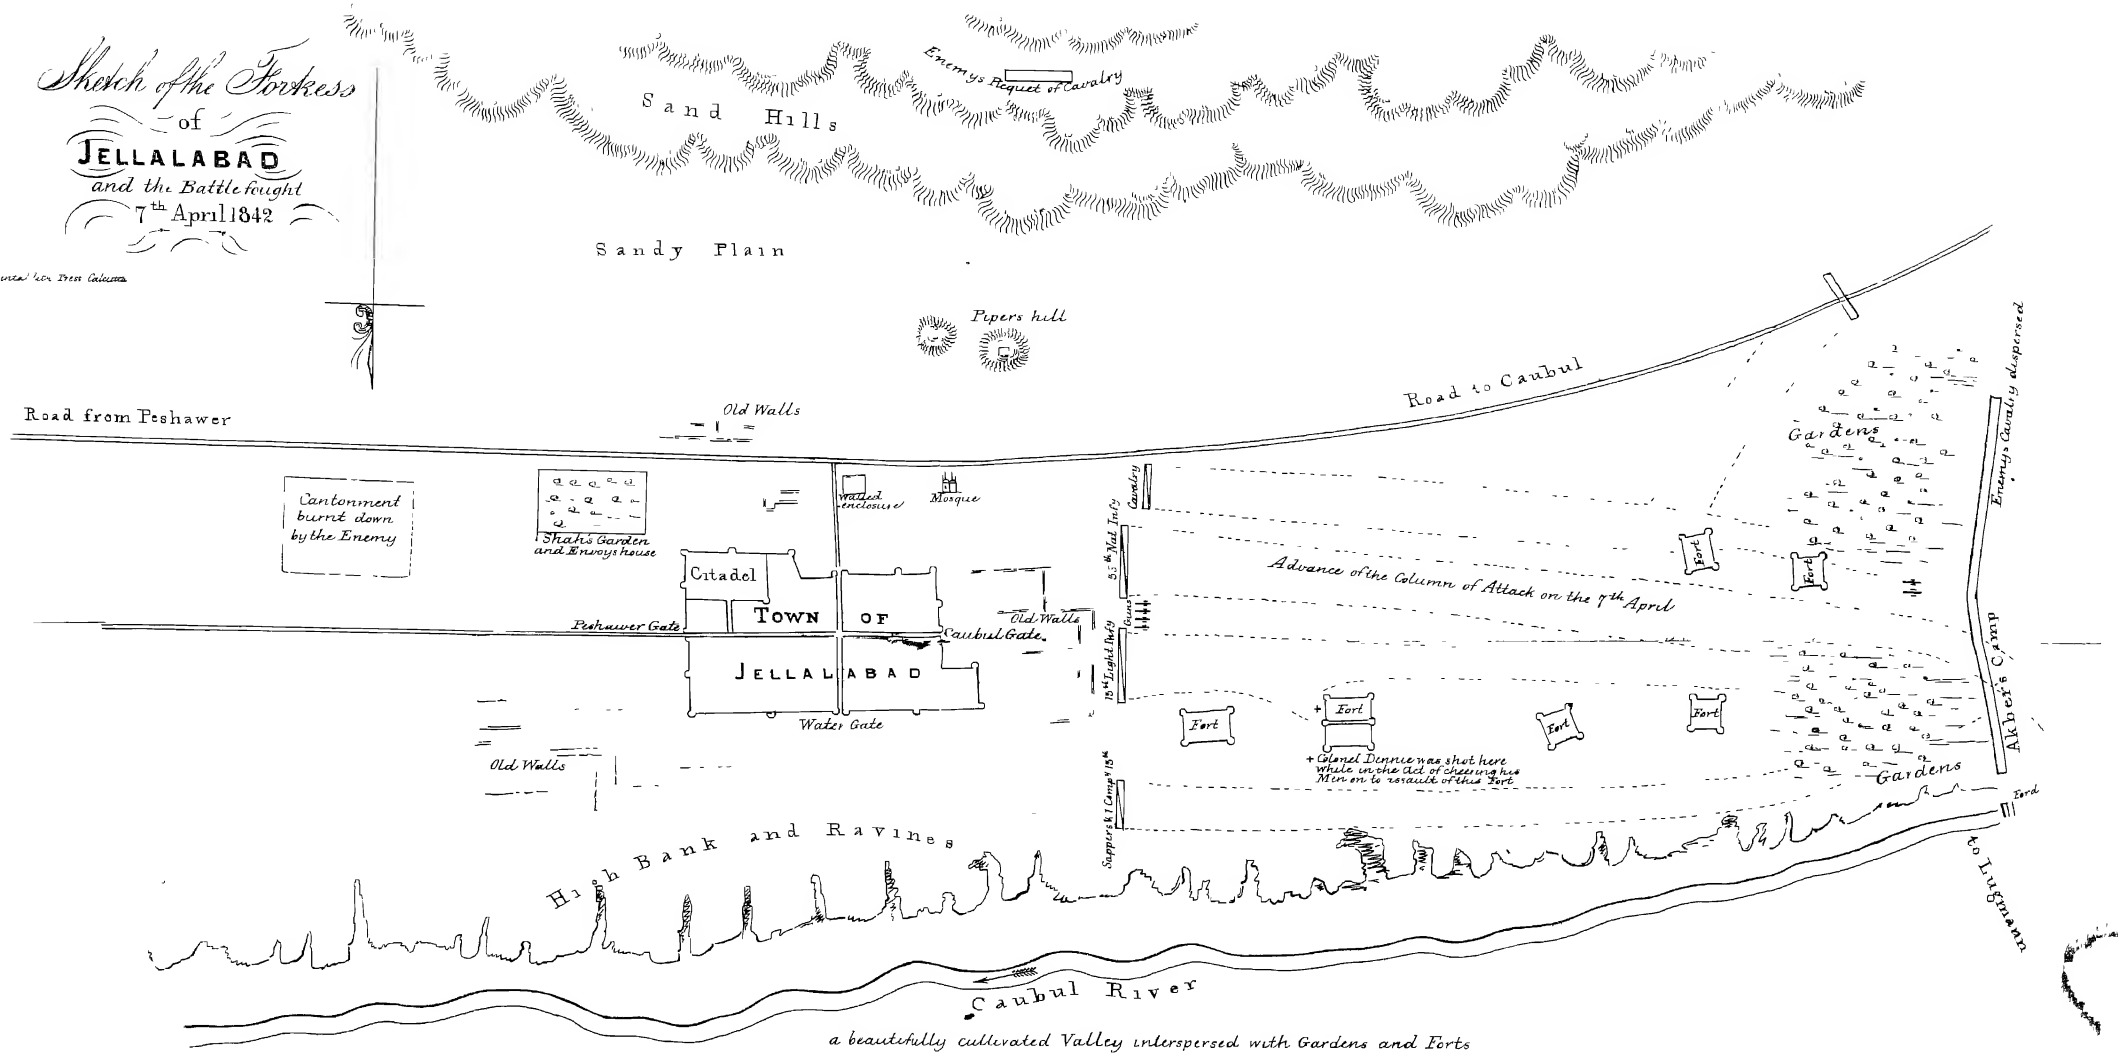 Sketch of the Fortress
of
JELLALABAD
and the Battle fought
7th April 1842
Press Calcutta
Enemys Picquet of Cavalry
Sand Hills
Sandy Plain
Pipers hill
Road to Caubul
Road from Peshawer
Old Walls
Cantonment
burnt down
by the Enemy
Shah's Garden
and Envoys house
Walled
enclosure
Mosque
Citadel
TOWN OF
JELLALABAD
Peshawer Gate
Caubul Gate.
Water Gate
Old Walls
Old Walls
Cavalry
35th Nat Infy
Guns
13th Light Infy
Sappers & 1 Compy 13th
Advance of the Column of Attack on the 7th April
Fort
Fort
Fort
+ Fort
Fort
Fort
+ Colonel Dennie was shot here
while in the act of cheering his
Men on to assault of this Fort
Gardens
Gardens
Enemys Cavalry dispersed
Akber's Camp
Ford
to Lugmann
High Bank and Ravines
Caubul River
a beautifully cultivated Valley interspersed with Gardens and Forts